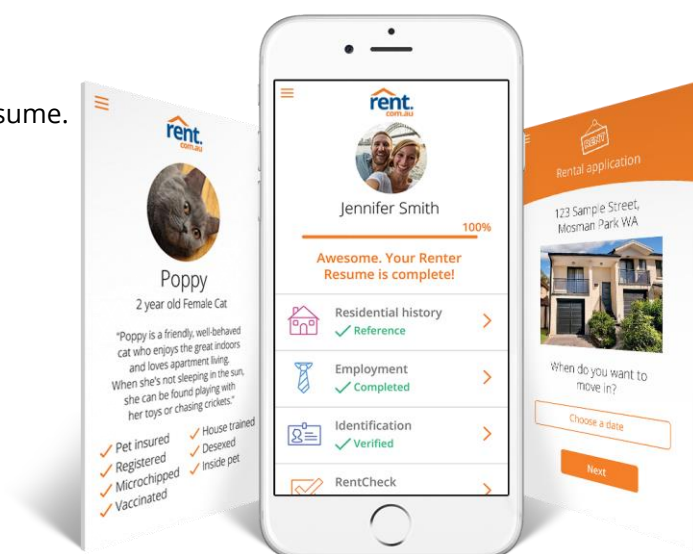 sume.
rent.
com.au
Poppy
2 year old Female Cat
"Poppy is a friendly, well-behaved
cat who enjoys the great indoors
and loves apartment living.
When she's not sleeping in the sun,
she can be found playing with
her toys or chasing crickets."
Pet insured
Registered
Microchipped
Vaccinated
House trained
Desexed
Inside pet
rent.
com.au
Jennifer Smith
100%
Awesome. Your Renter
Resume is complete!
Residential history
Reference
Employment
Completed
Identification
Verified
RentCheck
Rental application
123 Sample Street,
Mosman Park WA
When do you want to
move in?
Choose a date
Next